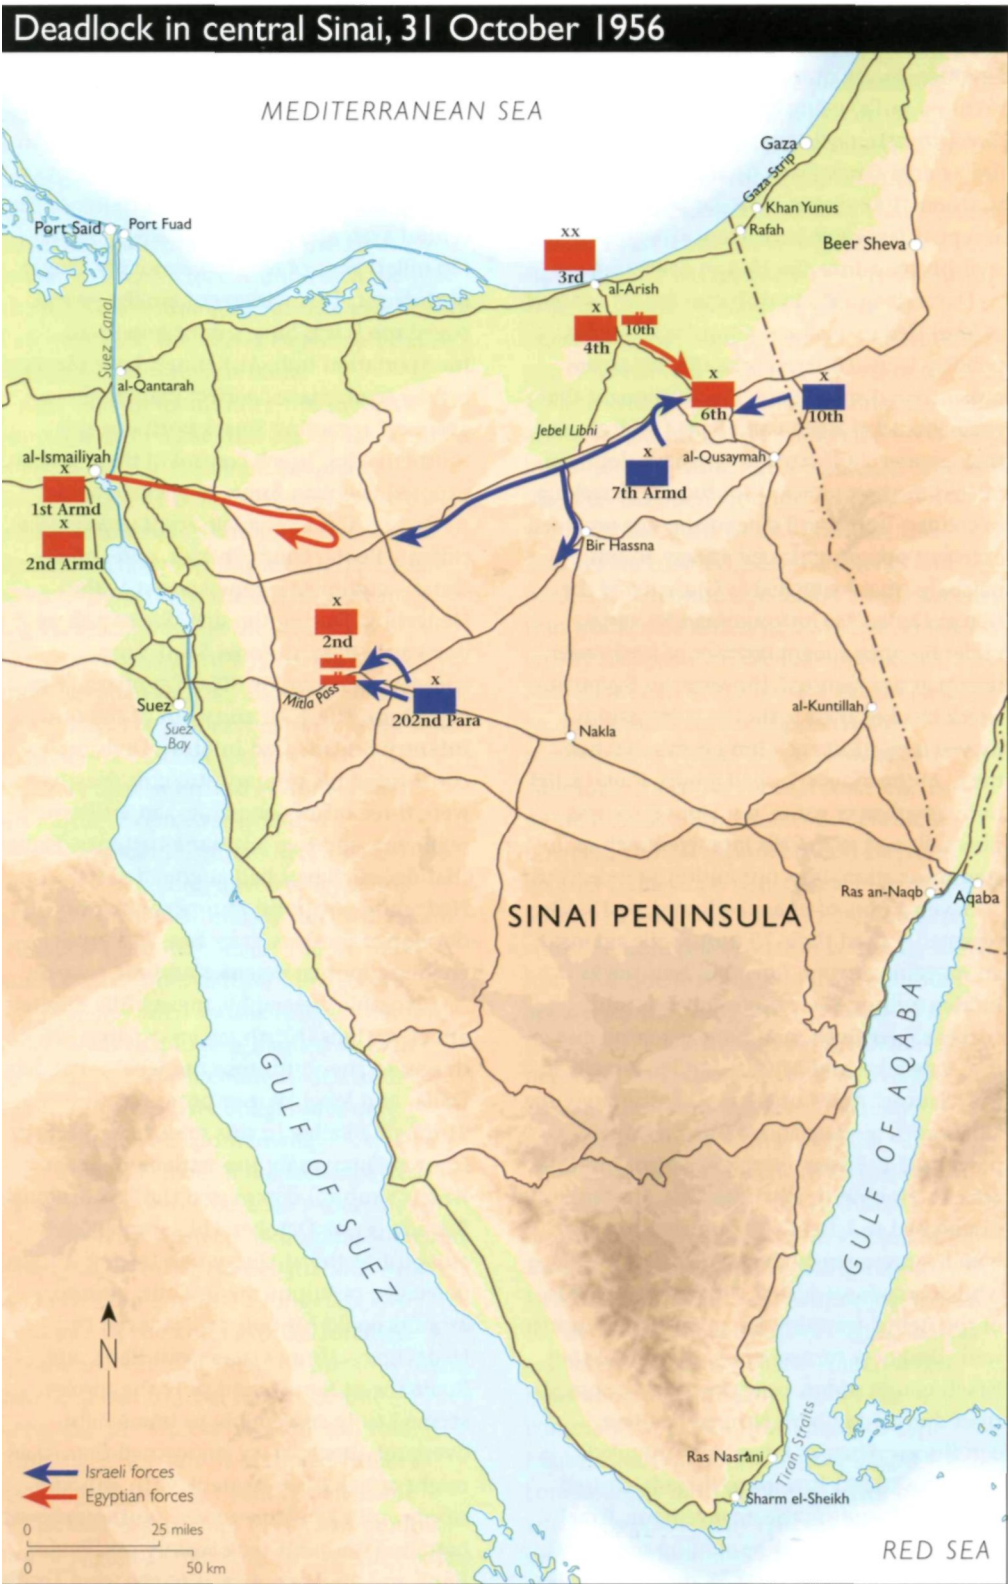 Deadlock in central Sinai, 31 October 1956
MEDITERRANEAN SEA
Gaza
Gaza Strip
Khan Yunus
Rafah
Port Said
Port Fuad
Beer Sheva
xx
3rd
al-Arish
x
4th
10th
Suez Canal
al-Qantarah
x
6th
x
10th
Jebel Libni
al-Ismailiyah
x
1st Armd
x
7th Armd
al-Qusaymah
x
2nd Armd
Bir Hassna
x
2nd
Mitla Pass
x
202nd Para
Suez
Suez
Bay
Nakla
al-Kuntillah
Ras an-Naqb
Aqaba
SINAI PENINSULA
GULF OF SUEZ
GULF OF AQABA
N
Ras Nasrani
Tiran Straits
Sharm el-Sheikh
Israeli forces
Egyptian forces
0 25 miles
0 50 km
RED SEA